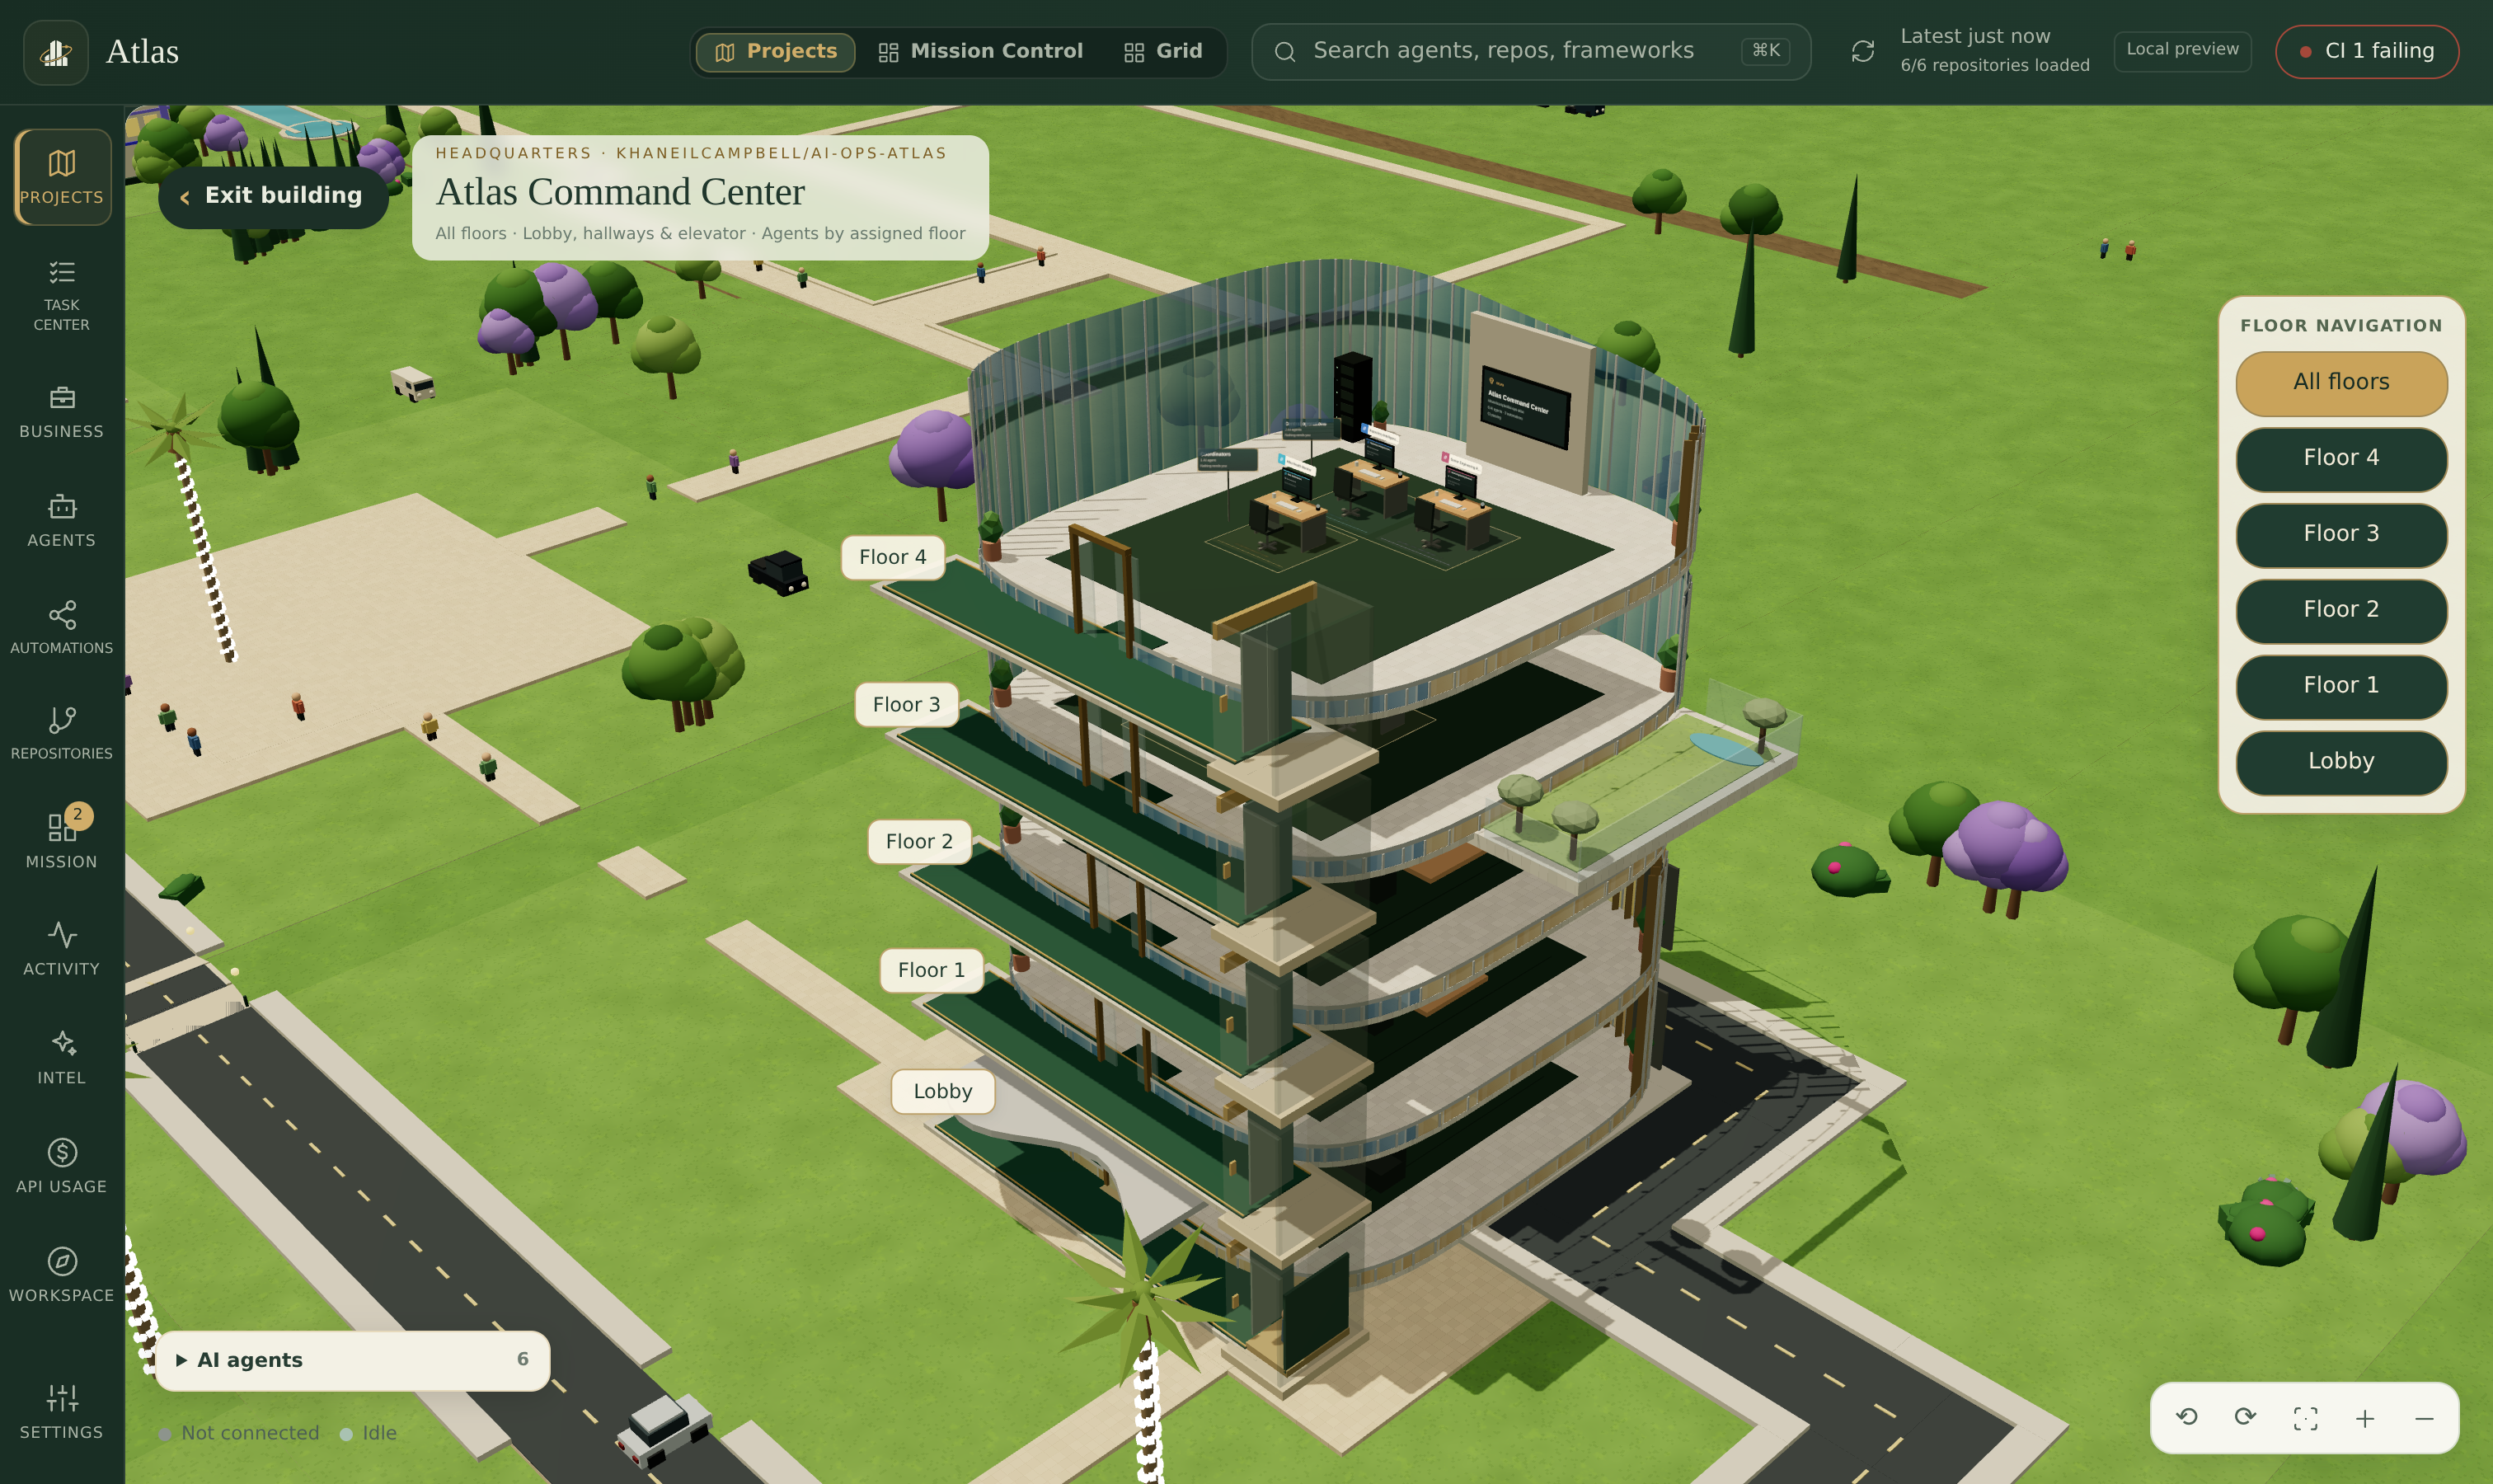 Atlas
Projects
Mission Control
Grid
Search agents, repos, frameworks
⌘K
Latest just now
6/6 repositories loaded
Local preview
CI 1 failing
PROJECTS
TASK
CENTER
BUSINESS
AGENTS
AUTOMATIONS
REPOSITORIES
2
MISSION
ACTIVITY
INTEL
API USAGE
WORKSPACE
SETTINGS
‹ Exit building
HEADQUARTERS · KHANEILCAMPBELL/AI-OPS-ATLAS
Atlas Command Center
All floors · Lobby, hallways & elevator · Agents by assigned floor
Atlas Command Center
Floor 4
Floor 3
Floor 2
Floor 1
Lobby
FLOOR NAVIGATION
All floors
Floor 4
Floor 3
Floor 2
Floor 1
Lobby
AI agents
6
Not connected
Idle